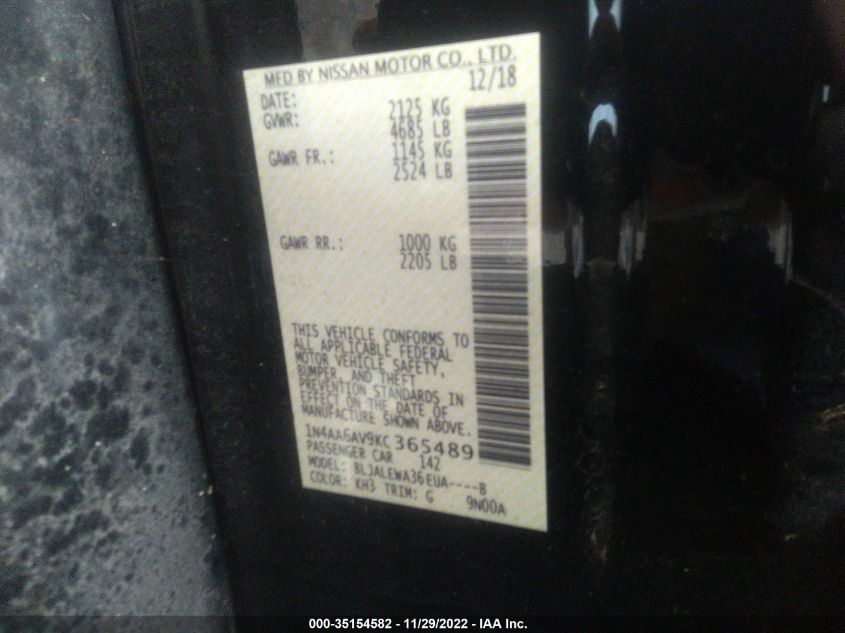 MFD BY NISSAN MOTOR CO., LTD.
DATE: 12/18
GVWR: 2125 KG
4685 LB
GAWR FR.: 1145 KG
2524 LB
GAWR RR.: 1000 KG
2205 LB
THIS VEHICLE CONFORMS TO
ALL APPLICABLE FEDERAL
MOTOR VEHICLE SAFETY,
BUMPER, AND THEFT
PREVENTION STANDARDS IN
EFFECT ON THE DATE OF
MANUFACTURE SHOWN ABOVE.
1N4AA6AV9KC365489
PASSENGER CAR 142
MODEL: BLJALEWA36EUA----B
COLOR: KH3 TRIM: G 9N00A
000-35154582 - 11/29/2022 - IAA Inc.